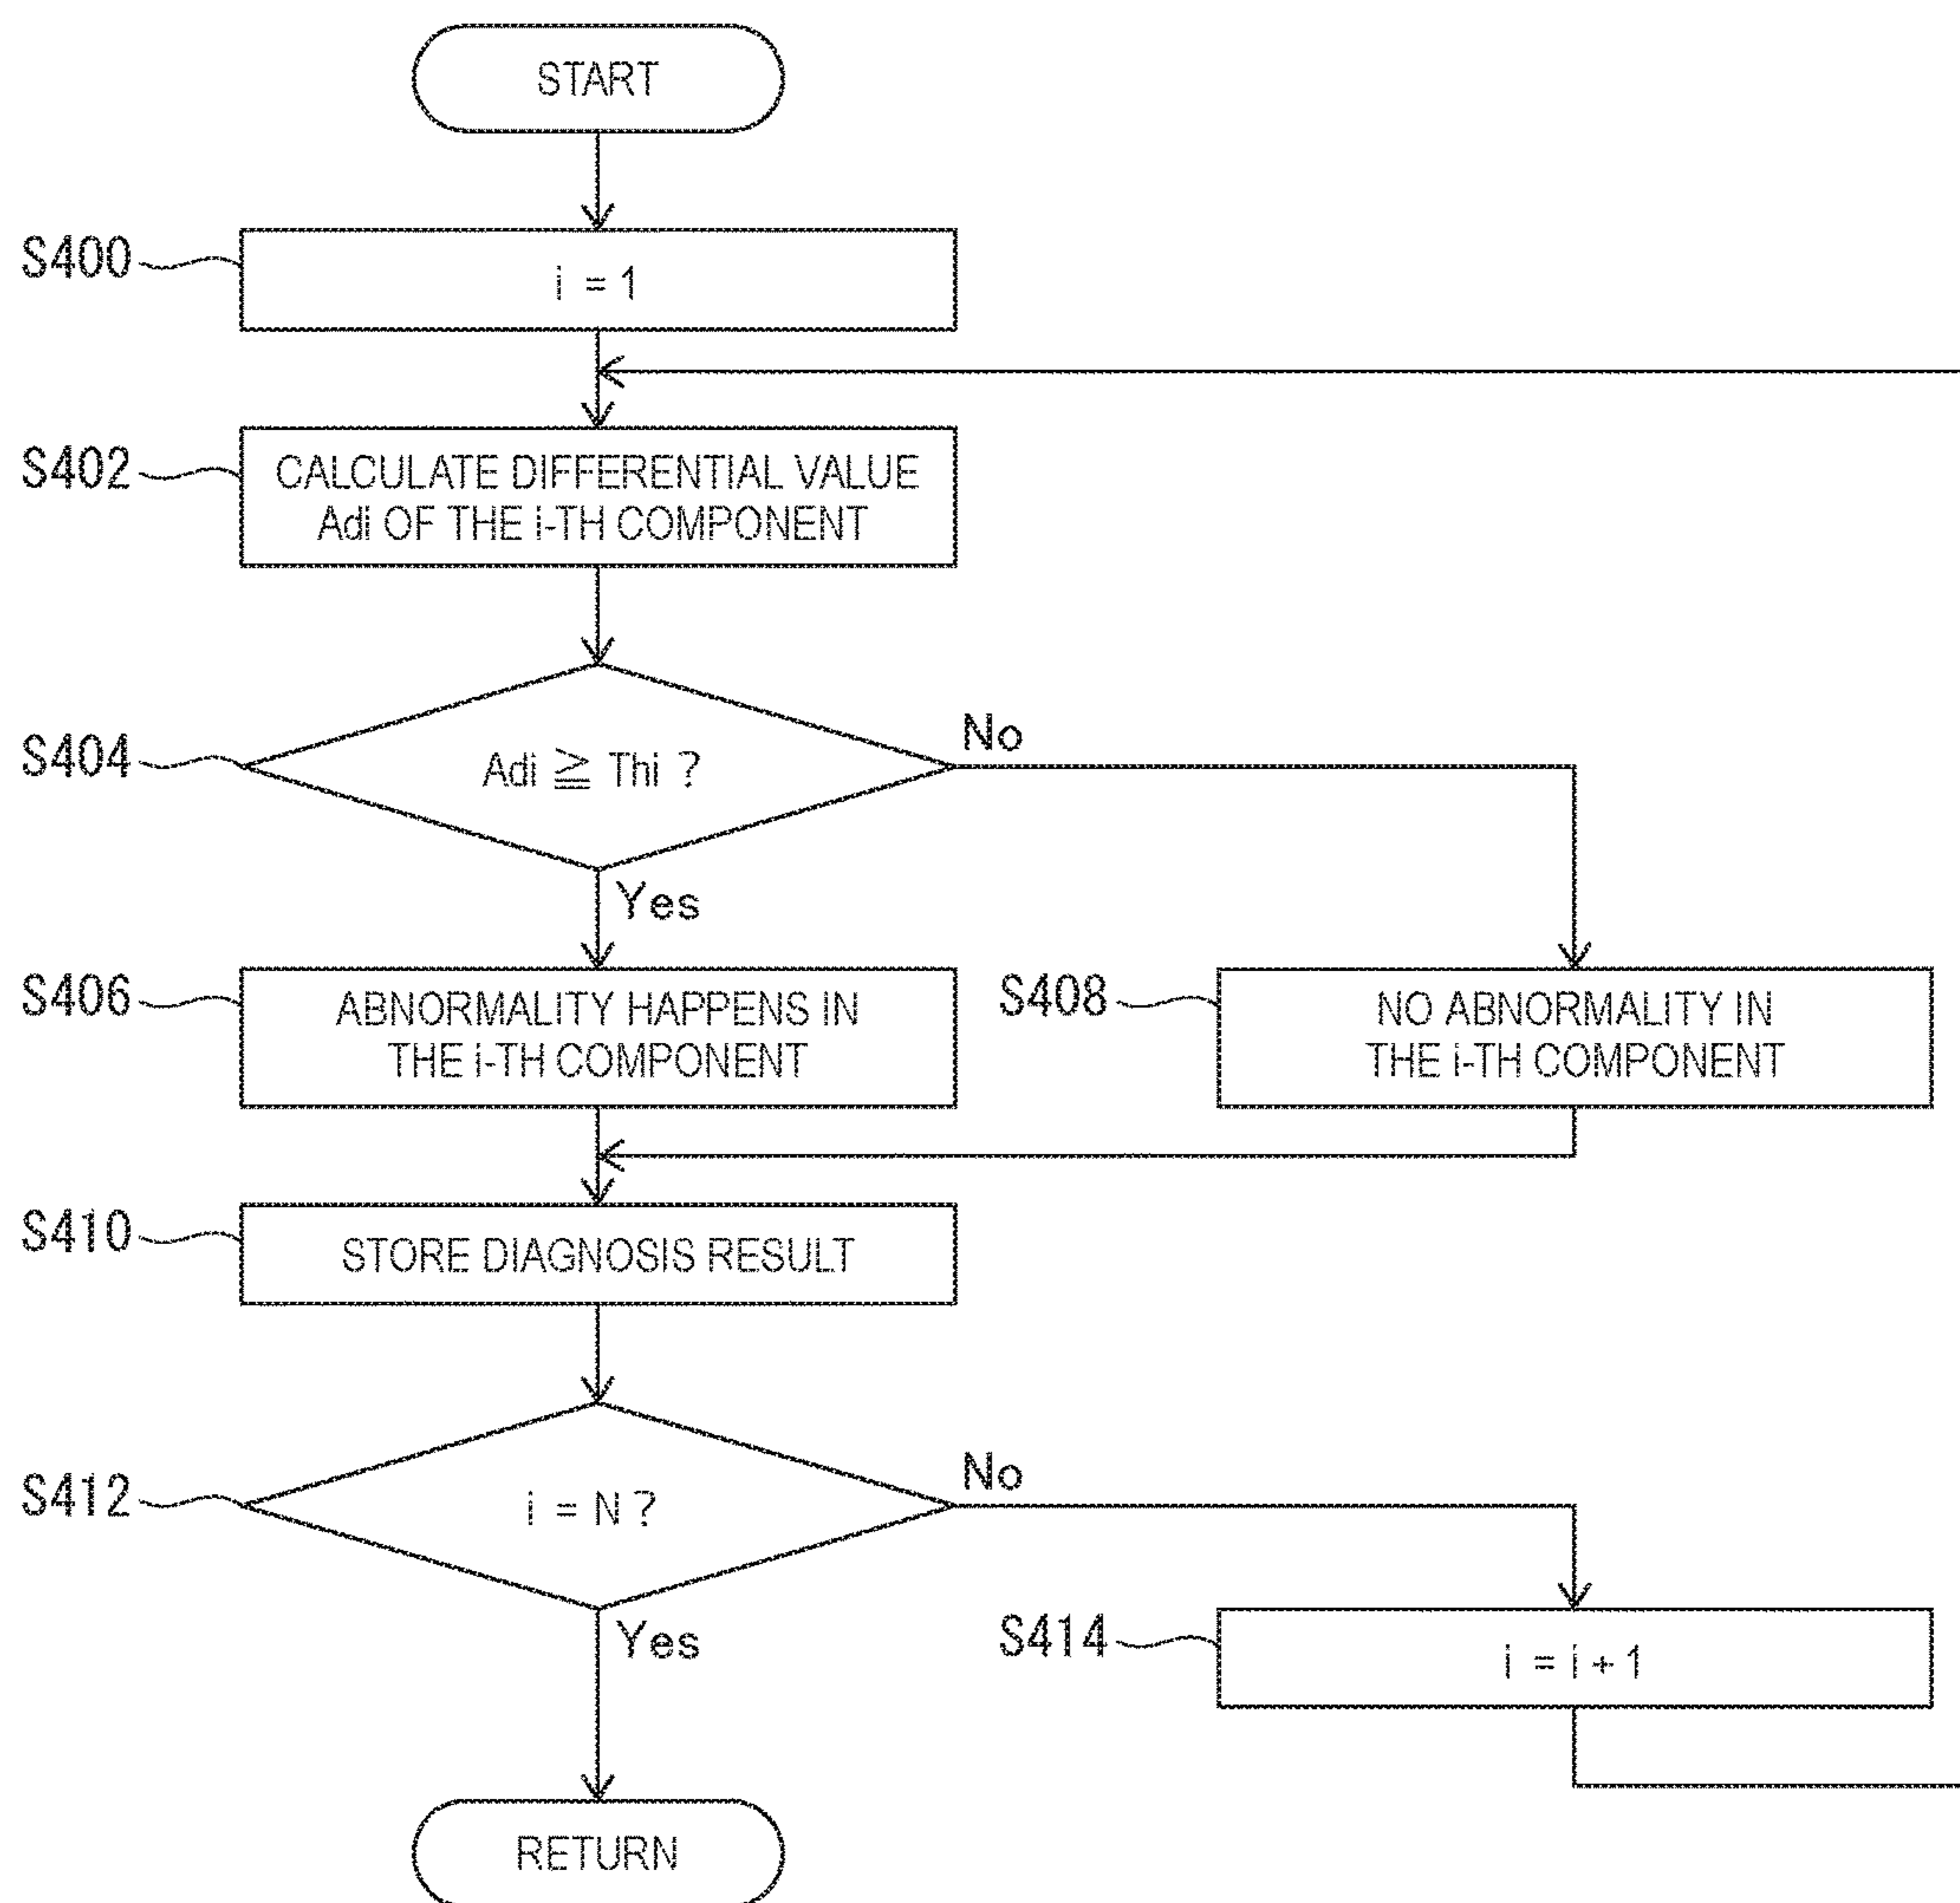 START
S400
i = 1
S402
CALCULATE DIFFERENTIAL VALUE
Adi OF THE i-TH COMPONENT
S404
Adi ≧ Thi ?
No
Yes
S406
ABNORMALITY HAPPENS IN
THE i-TH COMPONENT
S408
NO ABNORMALITY IN
THE i-TH COMPONENT
S410
STORE DIAGNOSIS RESULT
S412
i = N ?
No
Yes
S414
i = i + 1
RETURN